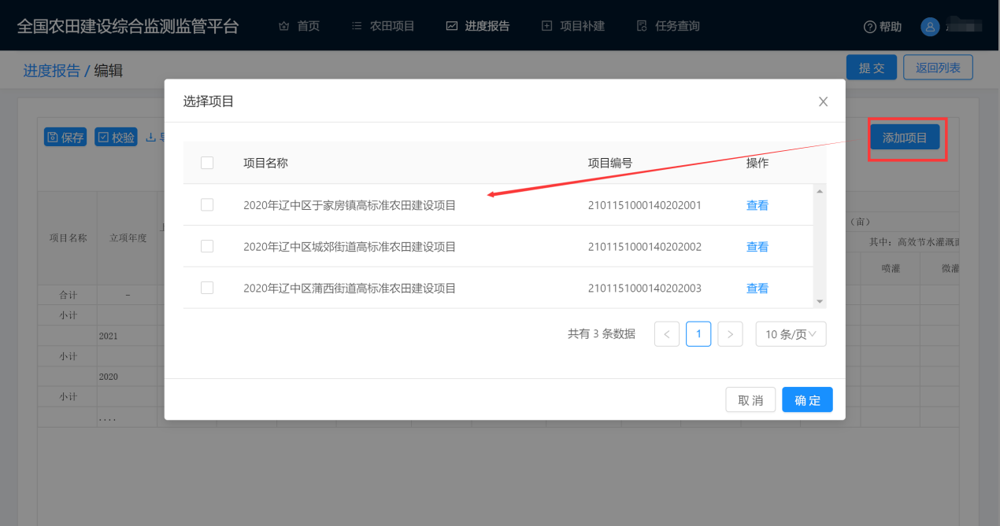 全国农田建设综合监测监管平台 首页 农田项目 进度报告 项目补建 任务查询 帮助
进度报告 / 编辑 提 交 返回列表
选择项目
保存 校验 添加项目
项目名称 项目编号 操作
2020年辽中区于家房镇高标准农田建设项目 2101151000140202001 查看
2020年辽中区城郊街道高标准农田建设项目 2101151000140202002 查看
2020年辽中区蒲西街道高标准农田建设项目 2101151000140202003 查看
共有 3 条数据 < 1 > 10 条/页
取 消 确 定
项目名称 立项年度
(亩)
其中: 高效节水灌溉面
喷灌 微灌
合计 -
小计
2021
小计
2020
小计
....